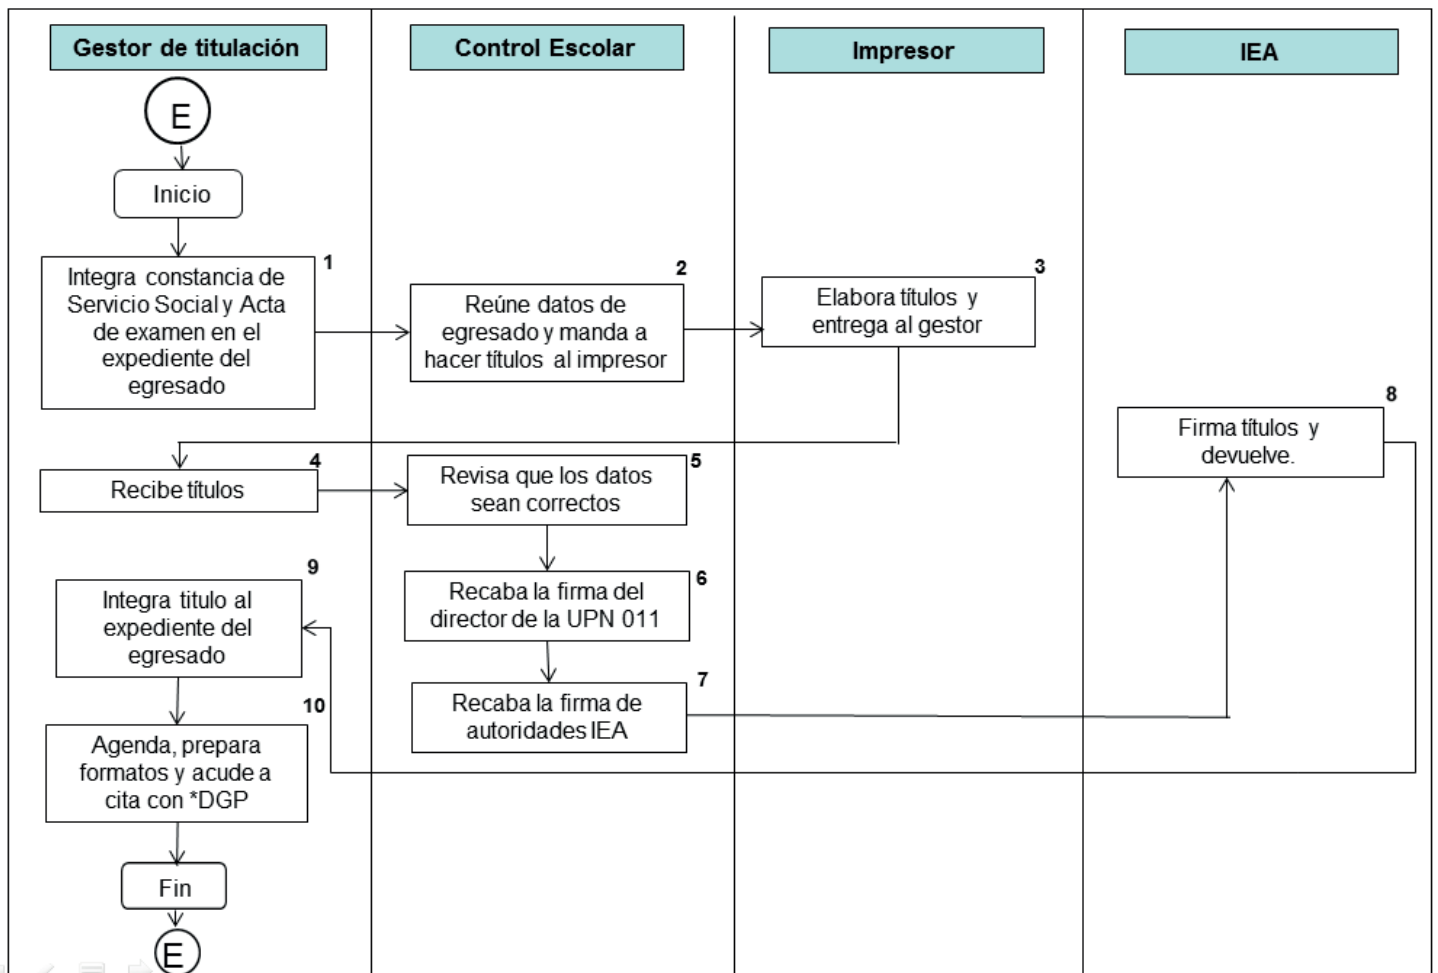 Gestor de titulación
Control Escolar
Impresor
IEA
E
Inicio
1
Integra constancia de
Servicio Social y Acta
de examen en el
expediente del
egresado
2
Reúne datos de
egresado y manda a
hacer títulos al impresor
3
Elabora títulos y
entrega al gestor
4
Recibe títulos
5
Revisa que los datos
sean correctos
6
Recaba la firma del
director de la UPN 011
7
Recaba la firma de
autoridades IEA
8
Firma títulos y
devuelve.
9
Integra titulo al
expediente del
egresado
10
Agenda, prepara
formatos y acude a
cita con *DGP
Fin
E